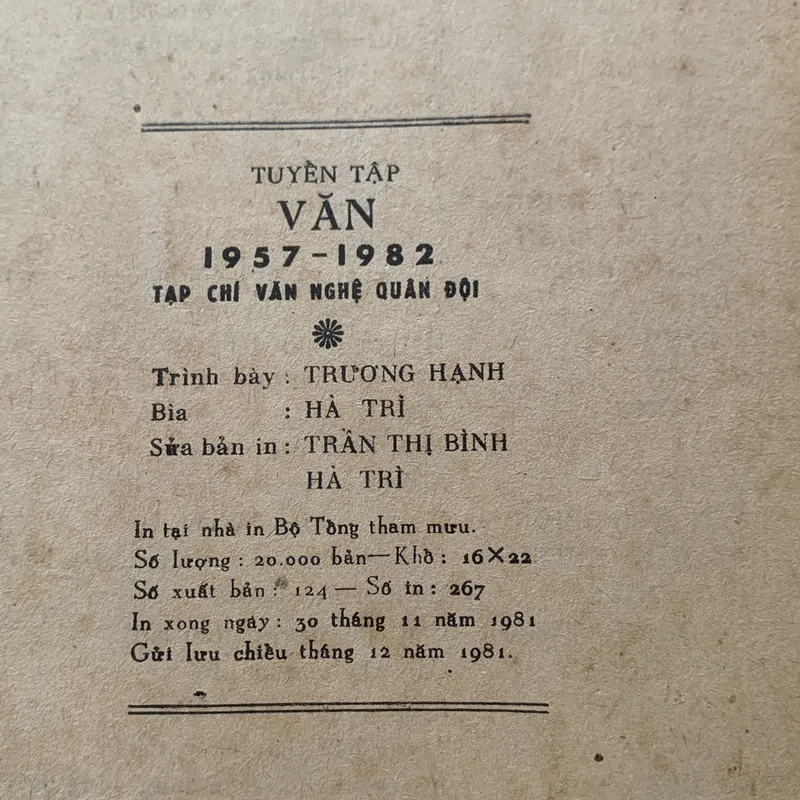 TUYỂN TẬP
VĂN
1957-1982
TẠP CHÍ VĂN NGHỆ QUÂN ĐỘI
Trình bày : TRƯƠNG HẠNH
Bìa : HÀ TRÌ
Sửa bản in : TRẦN THỊ BÌNH
HÀ TRÌ
In tại nhà in Bộ Tổng tham mưu.
Số lượng : 20.000 bản—Khổ : 16×22
Số xuất bản : 124 — Số in : 267
In xong ngày : 30 tháng 11 năm 1981
Gửi lưu chiểu tháng 12 năm 1981.